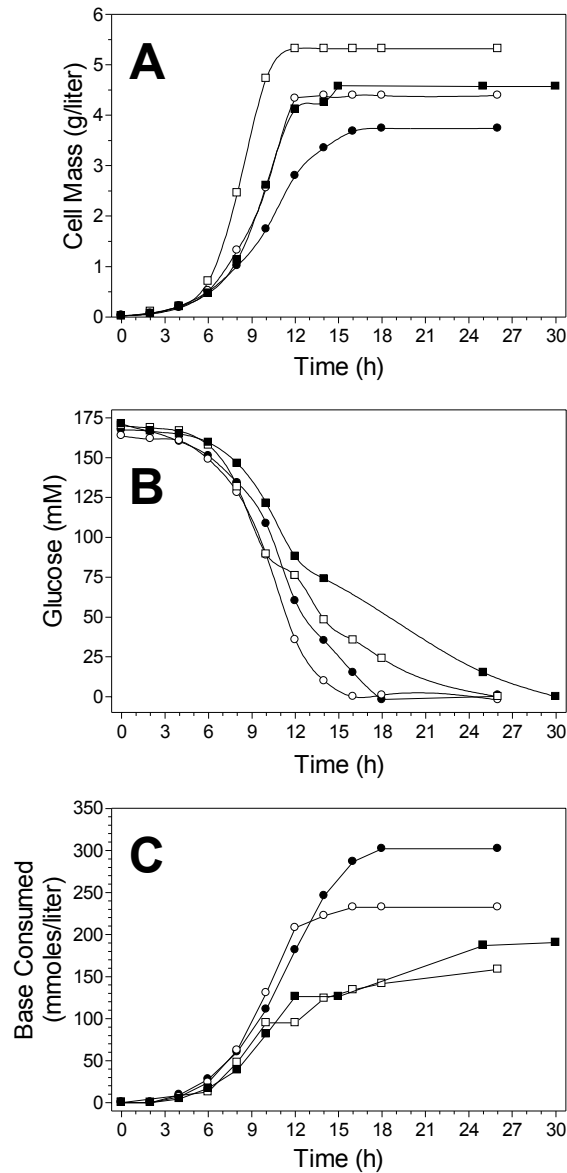 A
Cell Mass (g/liter)
6
5
4
3
2
1
0
0 3 6 9 12 15 18 21 24 27 30
Time (h)
B
Glucose (mM)
175
150
125
100
75
50
25
0
0 3 6 9 12 15 18 21 24 27 30
Time (h)
C
Base Consumed
(mmoles/liter)
350
300
250
200
150
100
50
0
0 3 6 9 12 15 18 21 24 27 30
Time (h)